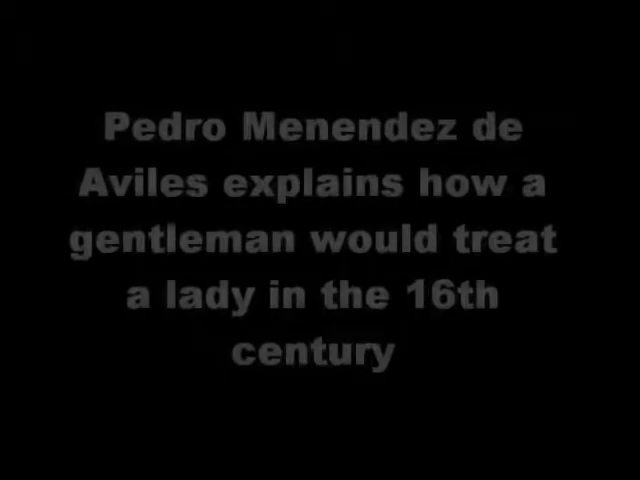 Pedro Menendez de
Aviles explains how a
gentleman would treat
a lady in the 16th
century